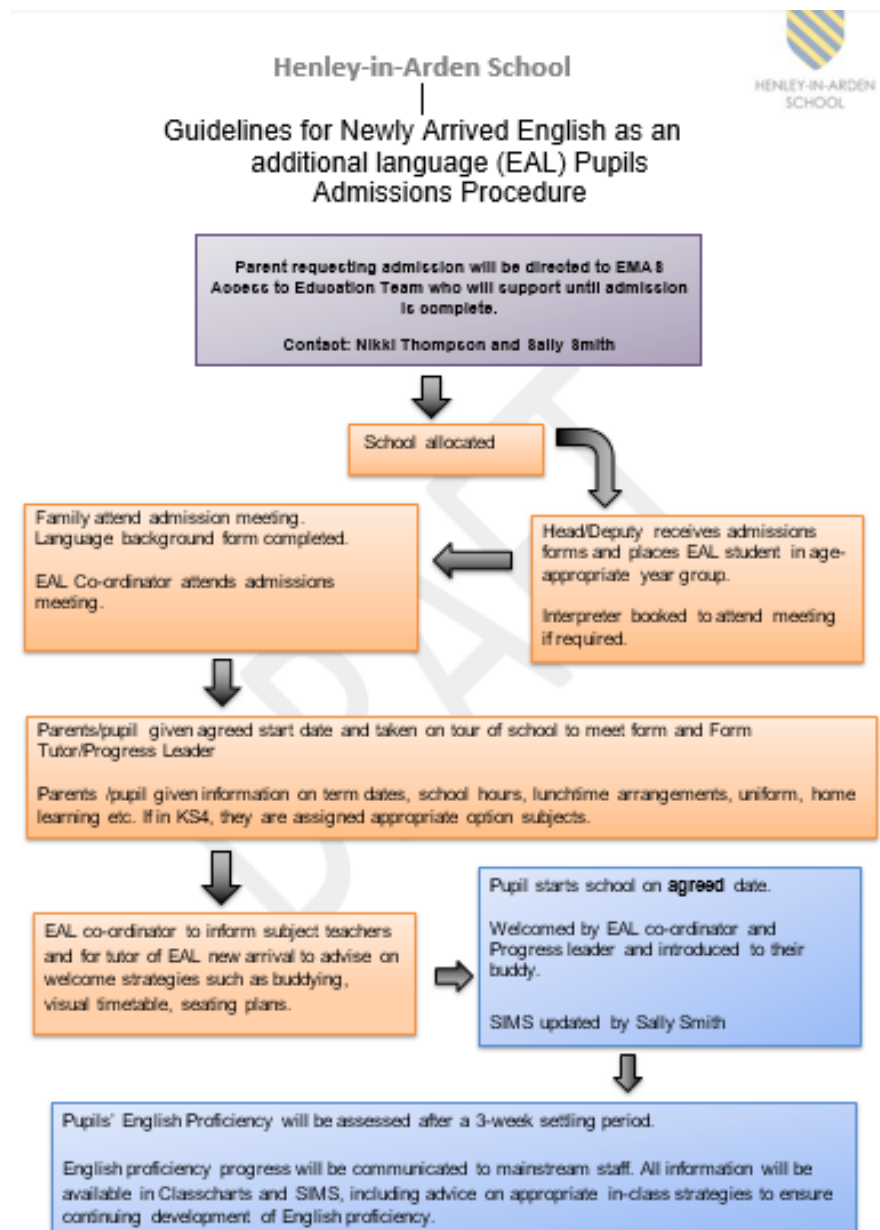 Henley-in-Arden School
HENLEY-IN-ARDEN
SCHOOL
Guidelines for Newly Arrived English as an
additional language (EAL) Pupils
Admissions Procedure
Parent requesting admission will be directed to EMAS
Access to Education Team who will support until admission
is complete.
Contact: Nikki Thompson and Sally Smith
School allocated
Head/Deputy receives admissions
forms and places EAL student in age-
appropriate year group.
Interpreter booked to attend meeting
if required.
Family attend admission meeting.
Language background form completed.
EAL Co-ordinator attends admissions
meeting.
Parents/pupil given agreed start date and taken on tour of school to meet form and Form
Tutor/Progress Leader
Parents /pupil given information on term dates, school hours, lunchtime arrangements, uniform, home
learning etc. If in KS4, they are assigned appropriate option subjects.
EAL co-ordinator to inform subject teachers
and for tutor of EAL new arrival to advise on
welcome strategies such as buddying,
visual timetable, seating plans.
Pupil starts school on agreed date.
Welcomed by EAL co-ordinator and
Progress leader and introduced to their
buddy.
SIMS updated by Sally Smith
Pupils' English Proficiency will be assessed after a 3-week settling period.
English proficiency progress will be communicated to mainstream staff. All information will be
available in Classcharts and SIMS, including advice on appropriate in-class strategies to ensure
continuing development of English proficiency.
DRAFT